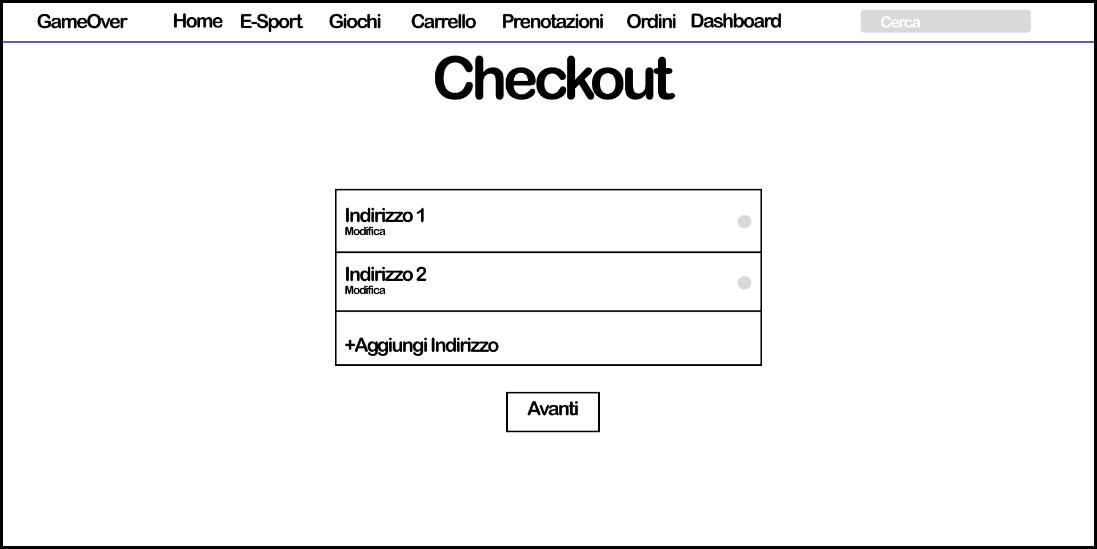 GameOver Home E-Sport Giochi Carrello Prenotazioni Ordini Dashboard Cerca
Checkout
Indirizzo 1
Modifica
Indirizzo 2
Modifica
+Aggiungi Indirizzo
Avanti